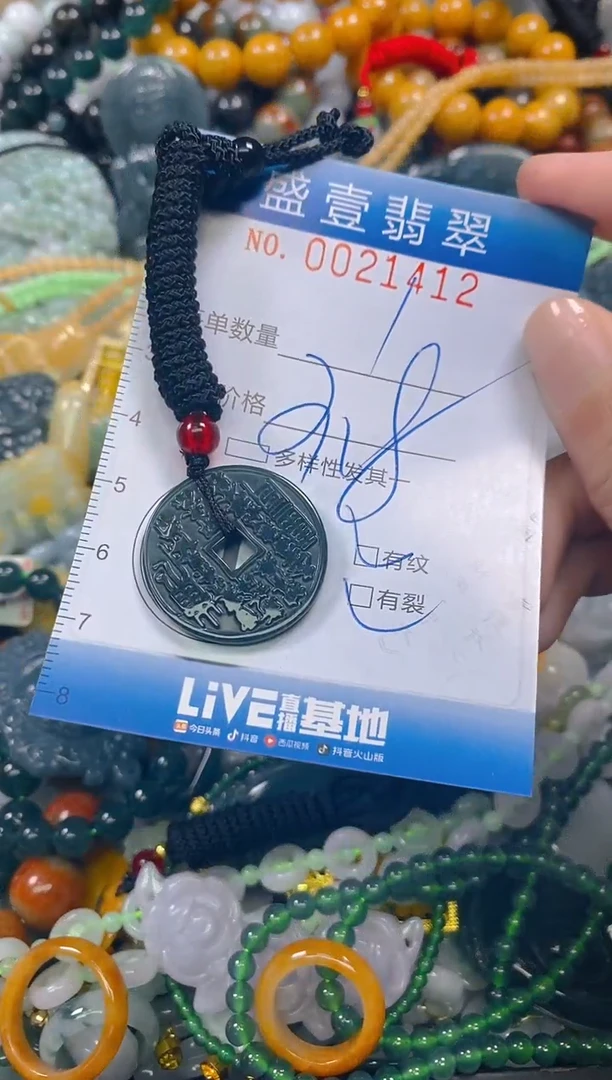 盛壹翡翠
NO. 0021412
单数量
价格
多样性发其一
4
5
6
7
8
有纹
有裂
LiVE直播基地
今日头条 抖音 西瓜视频 抖音火山版